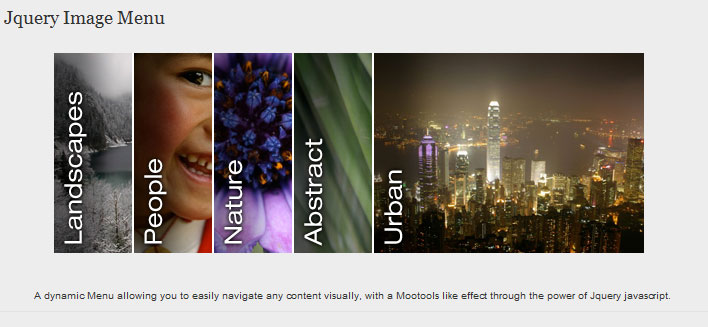 Jquery Image Menu
Landscapes
People
Nature
Abstract
Urban
A dynamic Menu allowing you to easily navigate any content visually, with a Mootools like effect through the power of Jquery javascript.